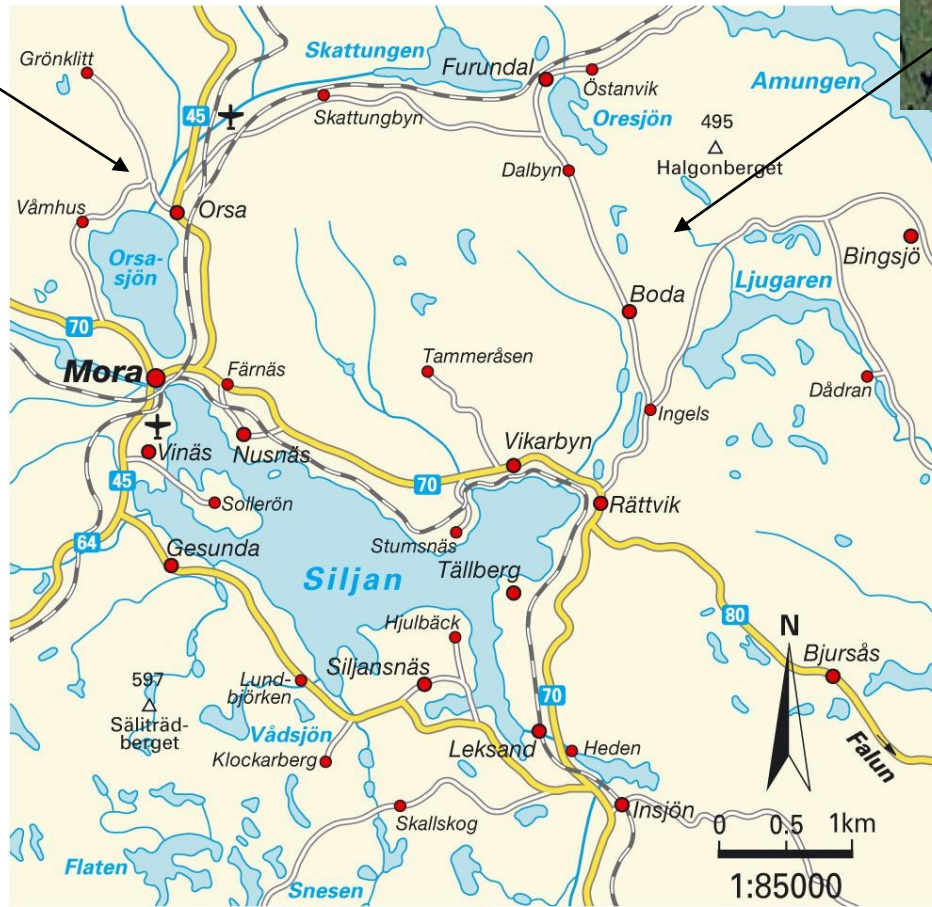 Grönklitt
Skattungen
Furundal
Östanvik
Amungen
45
Skattungbyn
Oresjön
495
Halgonberget
Dalbyn
Våmhus
Orsa
Bingsjö
Orsa-
sjön
Ljugaren
Boda
70
Mora
Färnäs
Tammeråsen
Dådran
Ingels
Vinäs
Nusnäs
Vikarbyn
45
70
Sollerön
Rättvik
64
Stumsnäs
Gesunda
Siljan
Tällberg
80
N
Hjulbäck
Bjursås
597
Säliträd-
berget
Lund-
björken
Siljansnäs
70
Vådsjön
Leksand
Heden
Falun
Klockarberg
Insjön
Skallskog
0 0.5 1km
Flaten
Snesen
1:85000